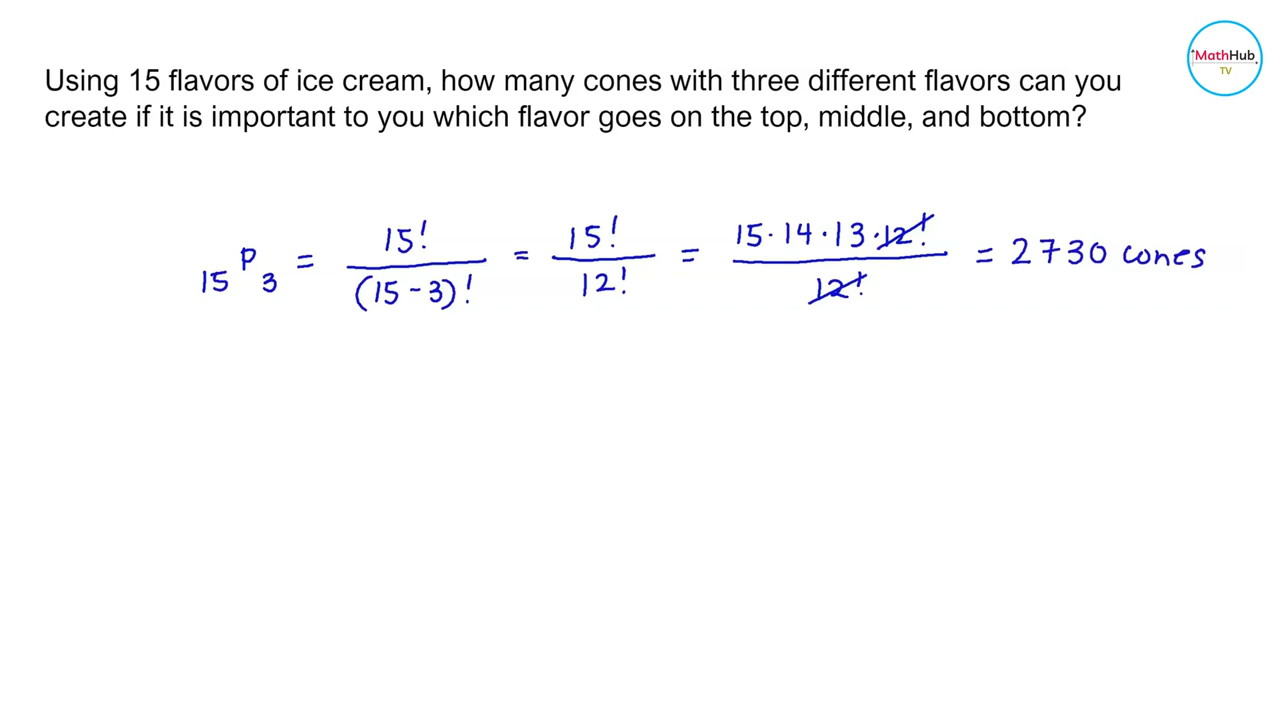 MathHub
TV
Using 15 flavors of ice cream, how many cones with three different flavors can you
create if it is important to you which flavor goes on the top, middle, and bottom?
15 P 3 = 15! / (15 - 3)! = 15! / 12! = 15 · 14 · 13 · 12! / 12! = 2730 cones